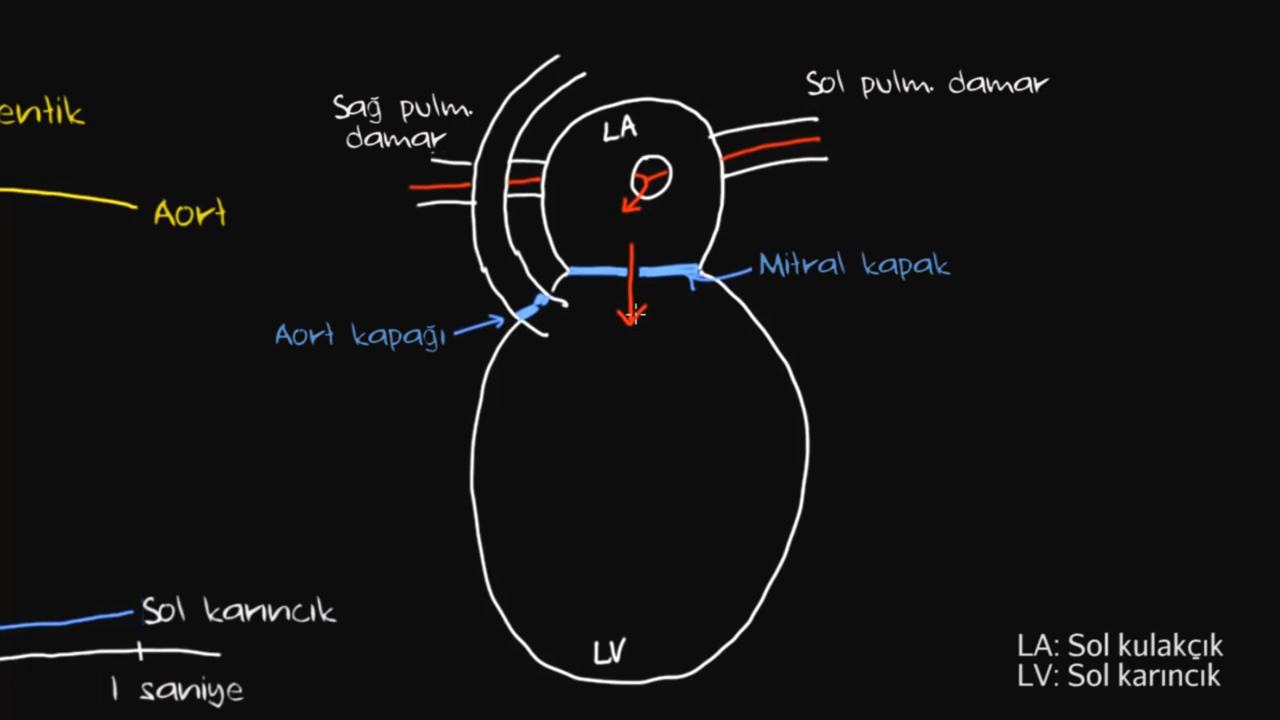 entik
Aort
Sağ pulm.
damar
LA
Sol pulm. damar
Mitral kapak
Aort kapağı
LV
Sol karıncık
1 saniye
LA: Sol kulakçık
LV: Sol karıncık